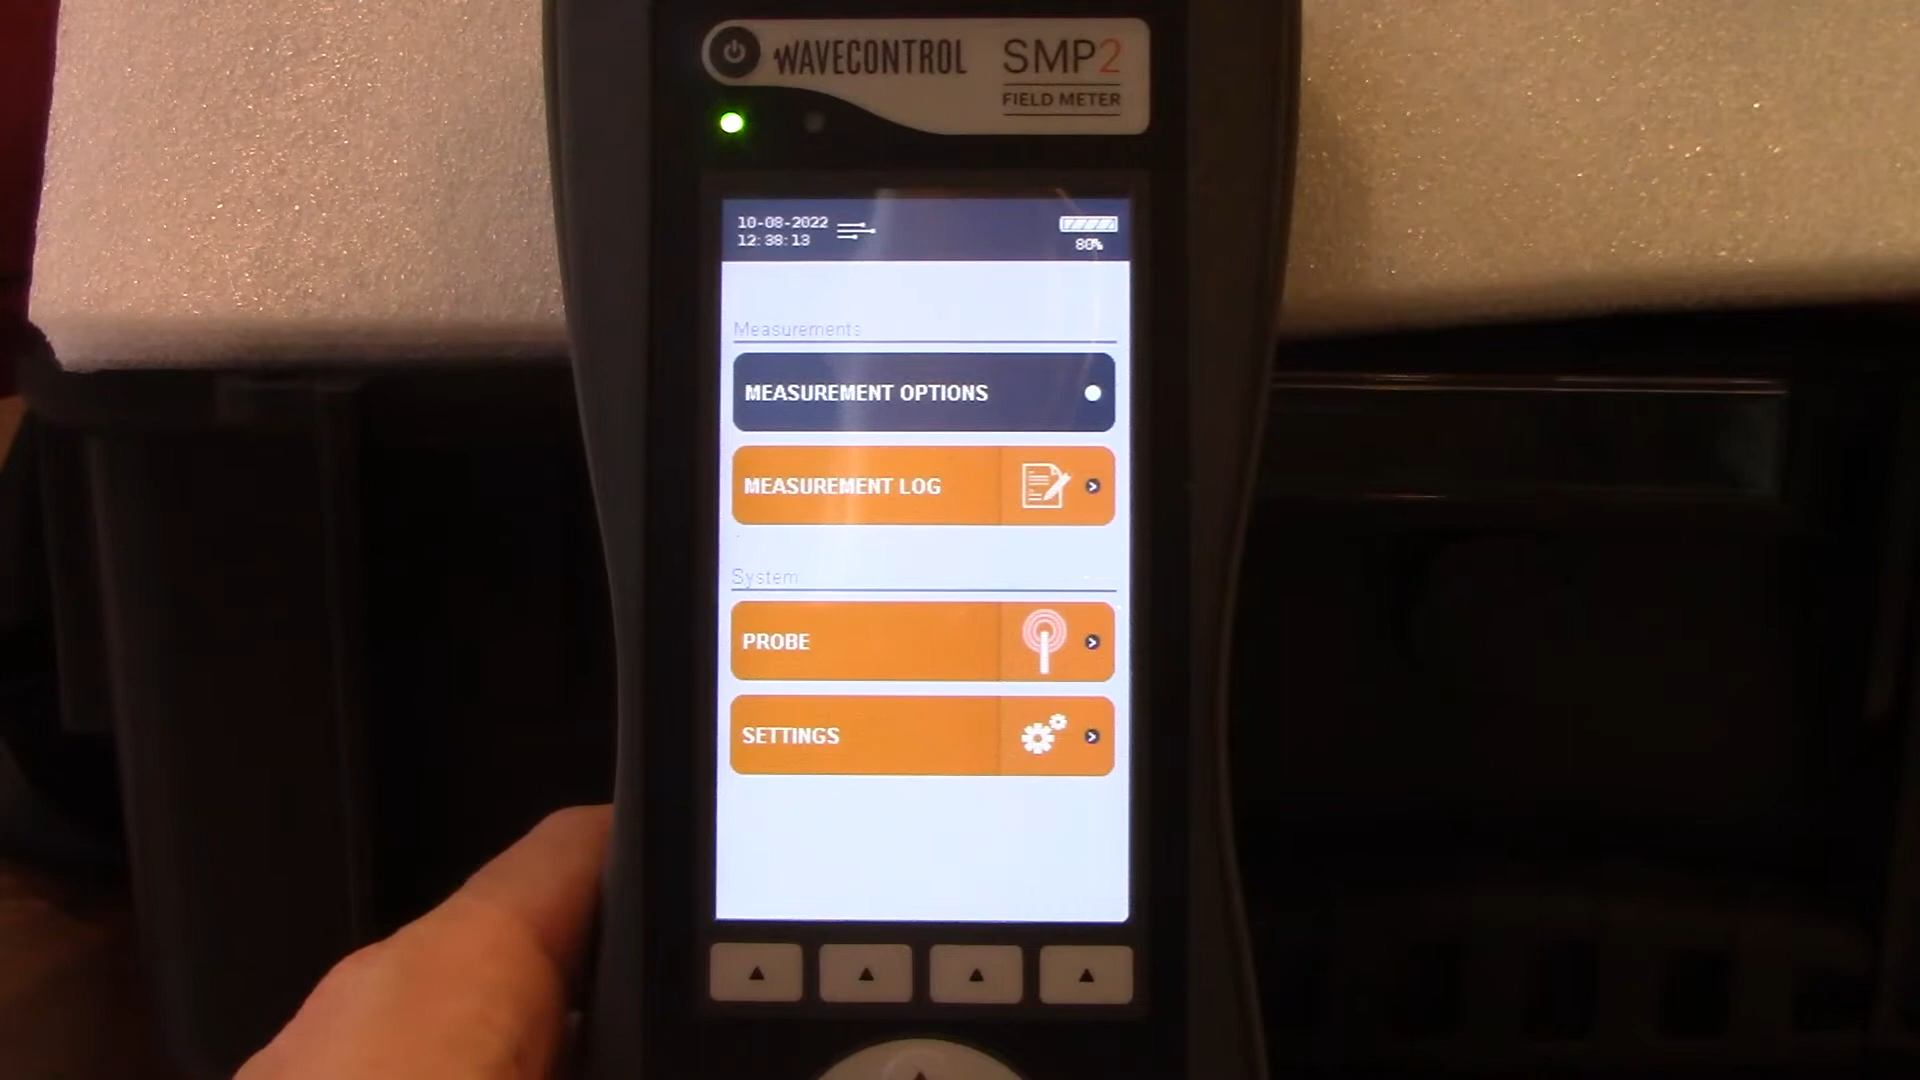 WAVECONTROL
SMP2
FIELD METER
10-08-2022
12:38:13
80%
Measurements
MEASUREMENT OPTIONS
MEASUREMENT LOG
System
PROBE
SETTINGS